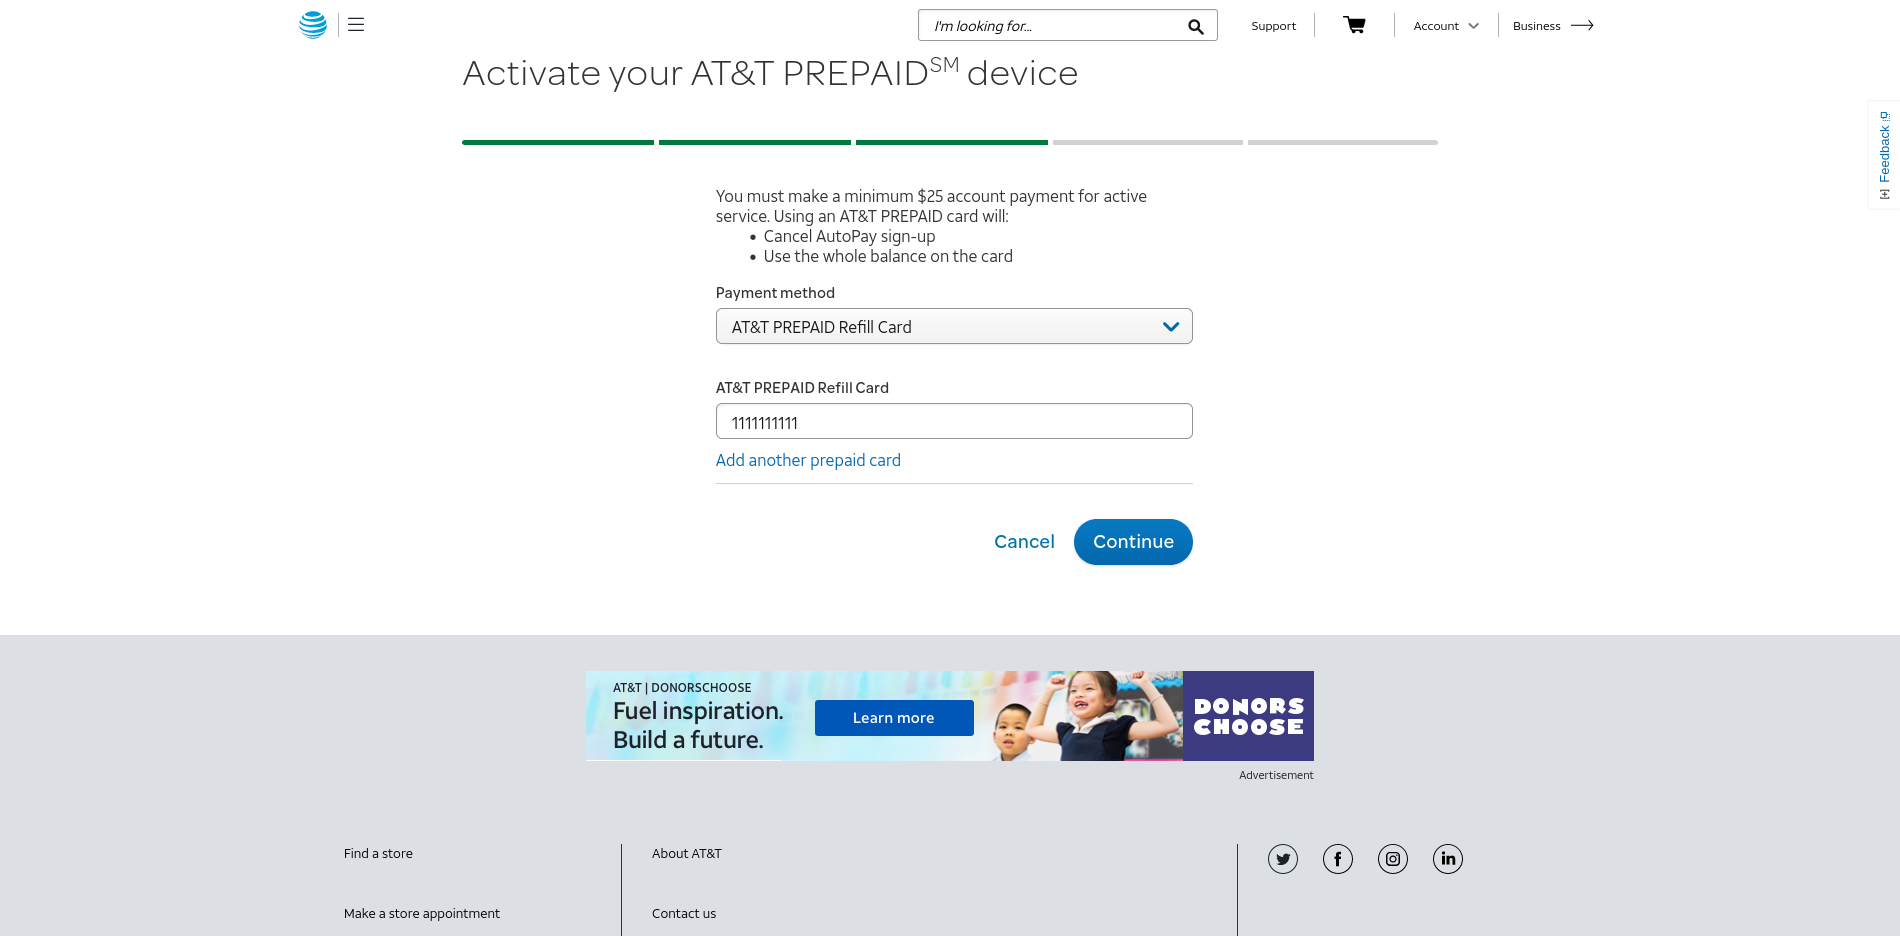 I'm looking for...
Support
Account
Business
Activate your AT&T PREPAID℠ device
[+] Feedback
You must make a minimum $25 account payment for active
service. Using an AT&T PREPAID card will:
• Cancel AutoPay sign-up
• Use the whole balance on the card
Payment method
AT&T PREPAID Refill Card
AT&T PREPAID Refill Card
1111111111
Add another prepaid card
Cancel
Continue
AT&T | DONORSCHOOSE
Fuel inspiration.
Build a future.
Learn more
DONORS
CHOOSE
Advertisement
Find a store
About AT&T
Make a store appointment
Contact us